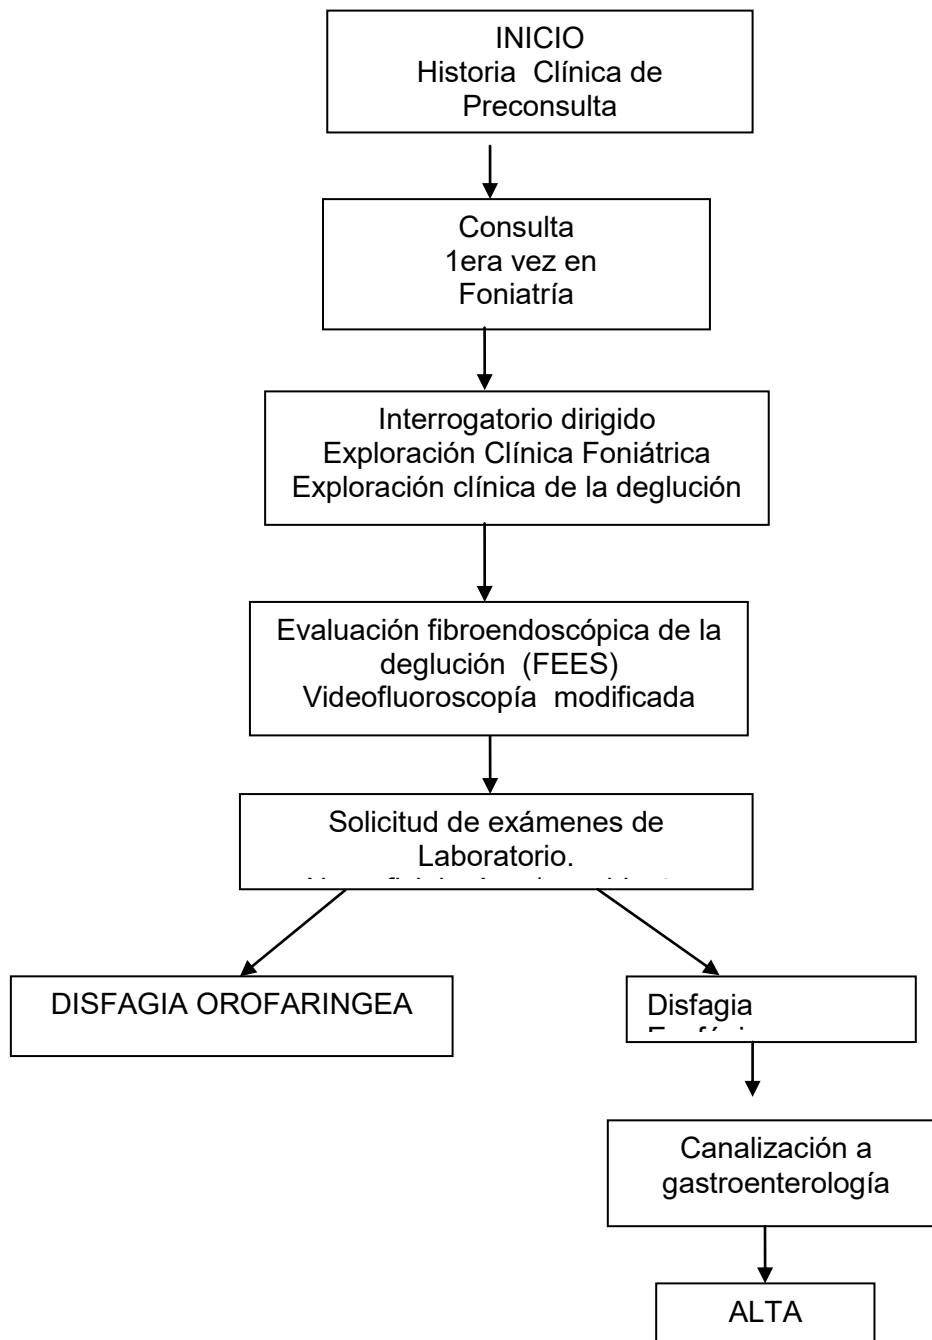 INICIO
Historia Clínica de
Preconsulta
Consulta
1era vez en
Foniatría
Interrogatorio dirigido
Exploración Clínica Foniátrica
Exploración clínica de la deglución
Evaluación fibroendoscópica de la
deglución (FEES)
Videofluoroscopía modificada
Solicitud de exámenes de
Laboratorio.
DISFAGIA OROFARINGEA
Disfagia
Canalización a
gastroenterología
ALTA